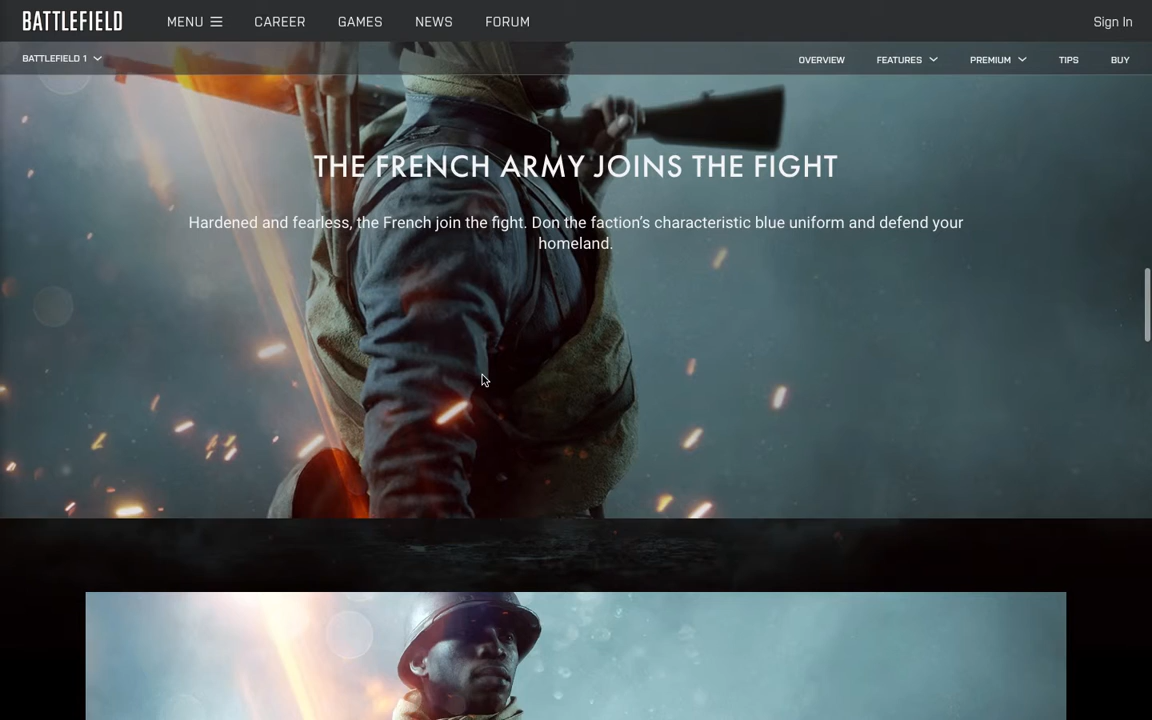 BATTLEFIELD
MENU CAREER GAMES NEWS FORUM Sign In
BATTLEFIELD 1 OVERVIEW FEATURES PREMIUM TIPS BUY
THE FRENCH ARMY JOINS THE FIGHT
Hardened and fearless, the French join the fight. Don the faction's characteristic blue uniform and defend your
homeland.